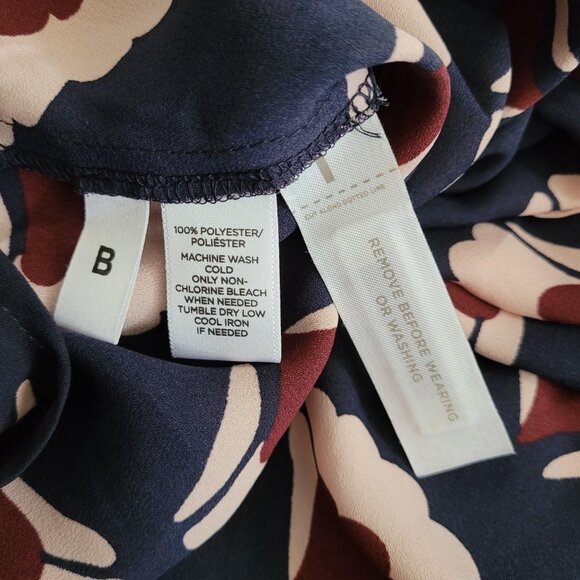 B
100% POLYESTER/
POLIÉSTER
MACHINE WASH
COLD
ONLY NON-
CHLORINE BLEACH
WHEN NEEDED
TUMBLE DRY LOW
COOL IRON
IF NEEDED
CUT ALONG DOTTED LINE
REMOVE BEFORE WEARING
OR WASHING